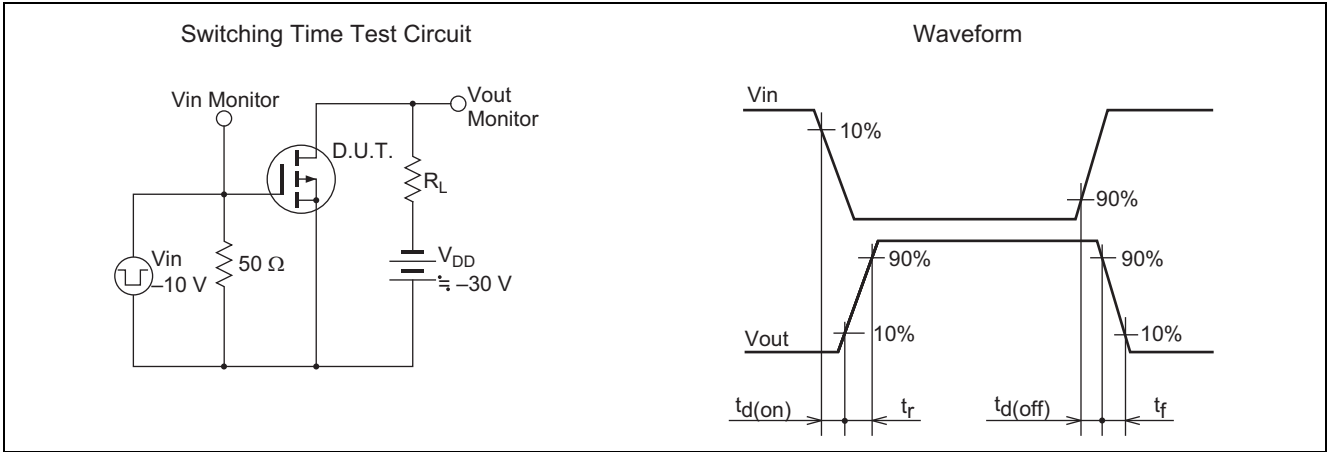 Switching Time Test Circuit
Vin Monitor
Vout
Monitor
D.U.T.
RL
Vin
–10 V
50 Ω
VDD
≒ –30 V
Waveform
Vin
10%
90%
90%
90%
Vout
10%
10%
td(on)
tr
td(off)
tf